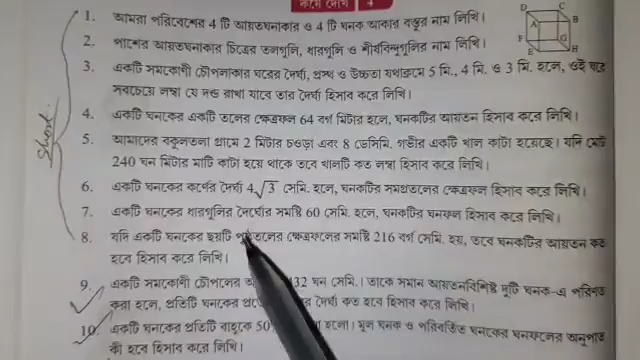 কষে দেখি 4
1. আমরা পরিবেশের 4 টি আয়তঘনাকার ও 4 টি ঘনক আকার বস্তুর নাম লিখি।
D C
A B
F G
E H
2. পাশের আয়তঘনাকার চিত্রের তলগুলি, ধারগুলি ও শীর্ষবিন্দুগুলির নাম লিখি।
3. একটি সমকোণী চৌপলাকার ঘরের দৈর্ঘ্য, প্রস্থ ও উচ্চতা যথাক্রমে 5 মি., 4 মি. ও 3 মি. হলে, ওই ঘরে
সবচেয়ে লম্বা যে দণ্ড রাখা যাবে তার দৈর্ঘ্য হিসাব করে লিখি।
4. একটি ঘনকের একটি তলের ক্ষেত্রফল 64 বর্গ মিটার হলে, ঘনকটির আয়তন হিসাব করে লিখি।
5. আমাদের বকুলতলা গ্রামে 2 মিটার চওড়া এবং 8 ডেসিমি. গভীর একটি খাল কাটা হয়েছে। যদি মোট
240 ঘন মিটার মাটি কাটা হয়ে থাকে তবে খালটি কত লম্বা হিসাব করে লিখি।
6. একটি ঘনকের কর্ণের দৈর্ঘ্য 4√3 সেমি. হলে, ঘনকটির সমগ্রতলের ক্ষেত্রফল হিসাব করে লিখি।
7. একটি ঘনকের ধারগুলির দৈর্ঘ্যের সমষ্টি 60 সেমি. হলে, ঘনকটির ঘনফল হিসাব করে লিখি।
8. যদি একটি ঘনকের ছয়টি পৃষ্ঠতলের ক্ষেত্রফলের সমষ্টি 216 বর্গ সেমি. হয়, তবে ঘনকটির আয়তন কত
হবে হিসাব করে লিখি।
9. একটি সমকোণী চৌপলের 432 ঘন সেমি.। তাকে সমান আয়তনবিশিষ্ট দুটি ঘনক-এ পরিণত
করা হলে, প্রতিটি ঘনকের দৈর্ঘ্য কত হবে হিসাব করে লিখি।
10. একটি ঘনকের প্রতিটি বাহুকে 50 হলো। মূল ঘনক ও পরিবর্তিত ঘনকের ঘনফলের অনুপাত
কী হবে হিসাব করে লিখি।
Short